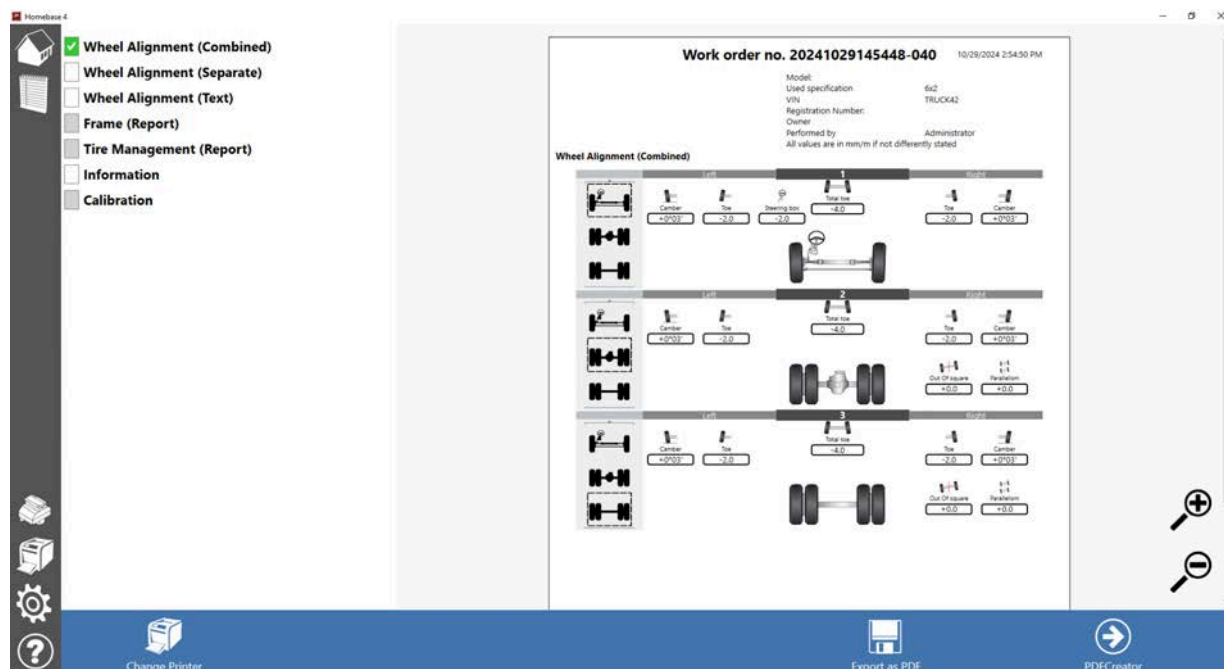 Homebase 4
Wheel Alignment (Combined)
Wheel Alignment (Separate)
Wheel Alignment (Text)
Frame (Report)
Tire Management (Report)
Information
Calibration
Work order no. 20241029145448-040 10/29/2024 2:54:50 PM
Model:
Used specification 6x2
VIN TRUCK42
Registration Number:
Owner
Performed by Administrator
All values are in mm/m if not differently stated
Wheel Alignment (Combined)
Left 1 Right
Camber Toe Steering box Total toe Toe Camber
+0°03' -2.0 -2.0 -4.0 -2.0 +0°03'
Left 2 Right
Camber Toe Total toe Toe Camber
+0°03' -2.0 -4.0 -2.0 +0°03'
Out Of square Parallelism
+0.0 +0.0
Left 3 Right
Camber Toe Total toe Toe Camber
+0°03' -2.0 -4.0 -2.0 +0°03'
Out Of square Parallelism
+0.0 +0.0
Change Printer Export as PDF PDFCreator